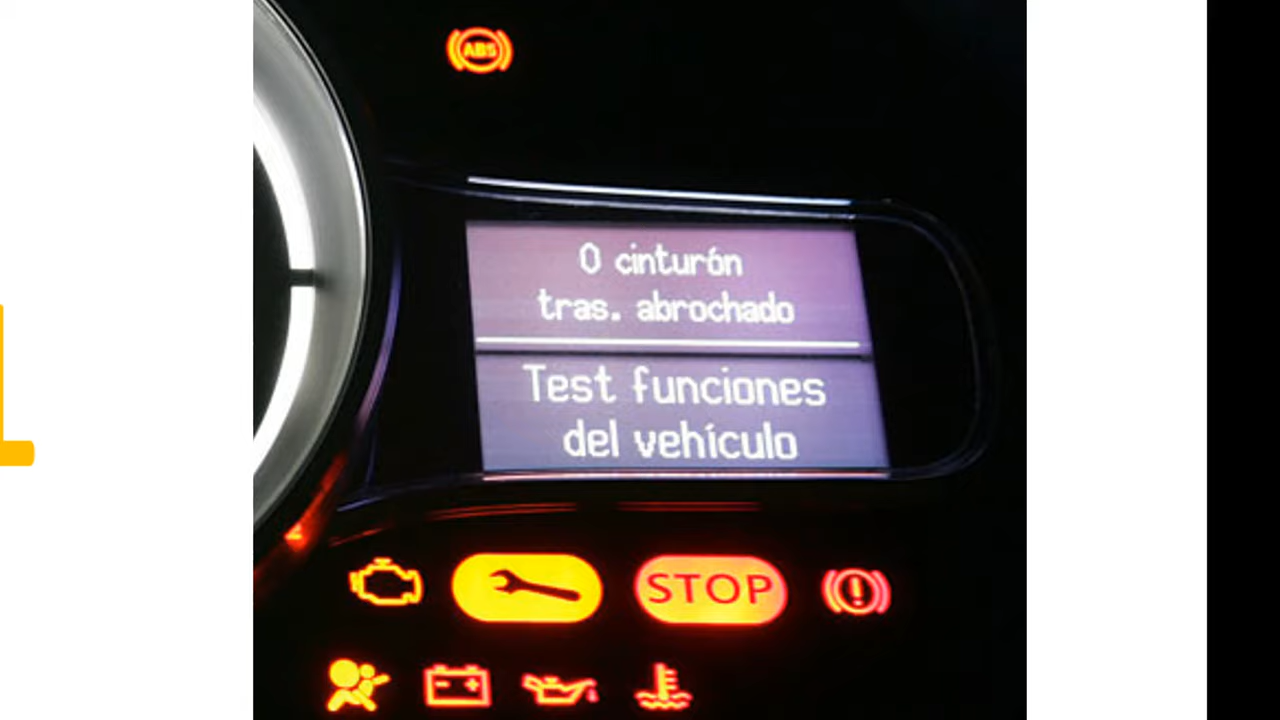 ABS
0 cinturón
tras. abrochado
Test funciones
del vehículo
STOP